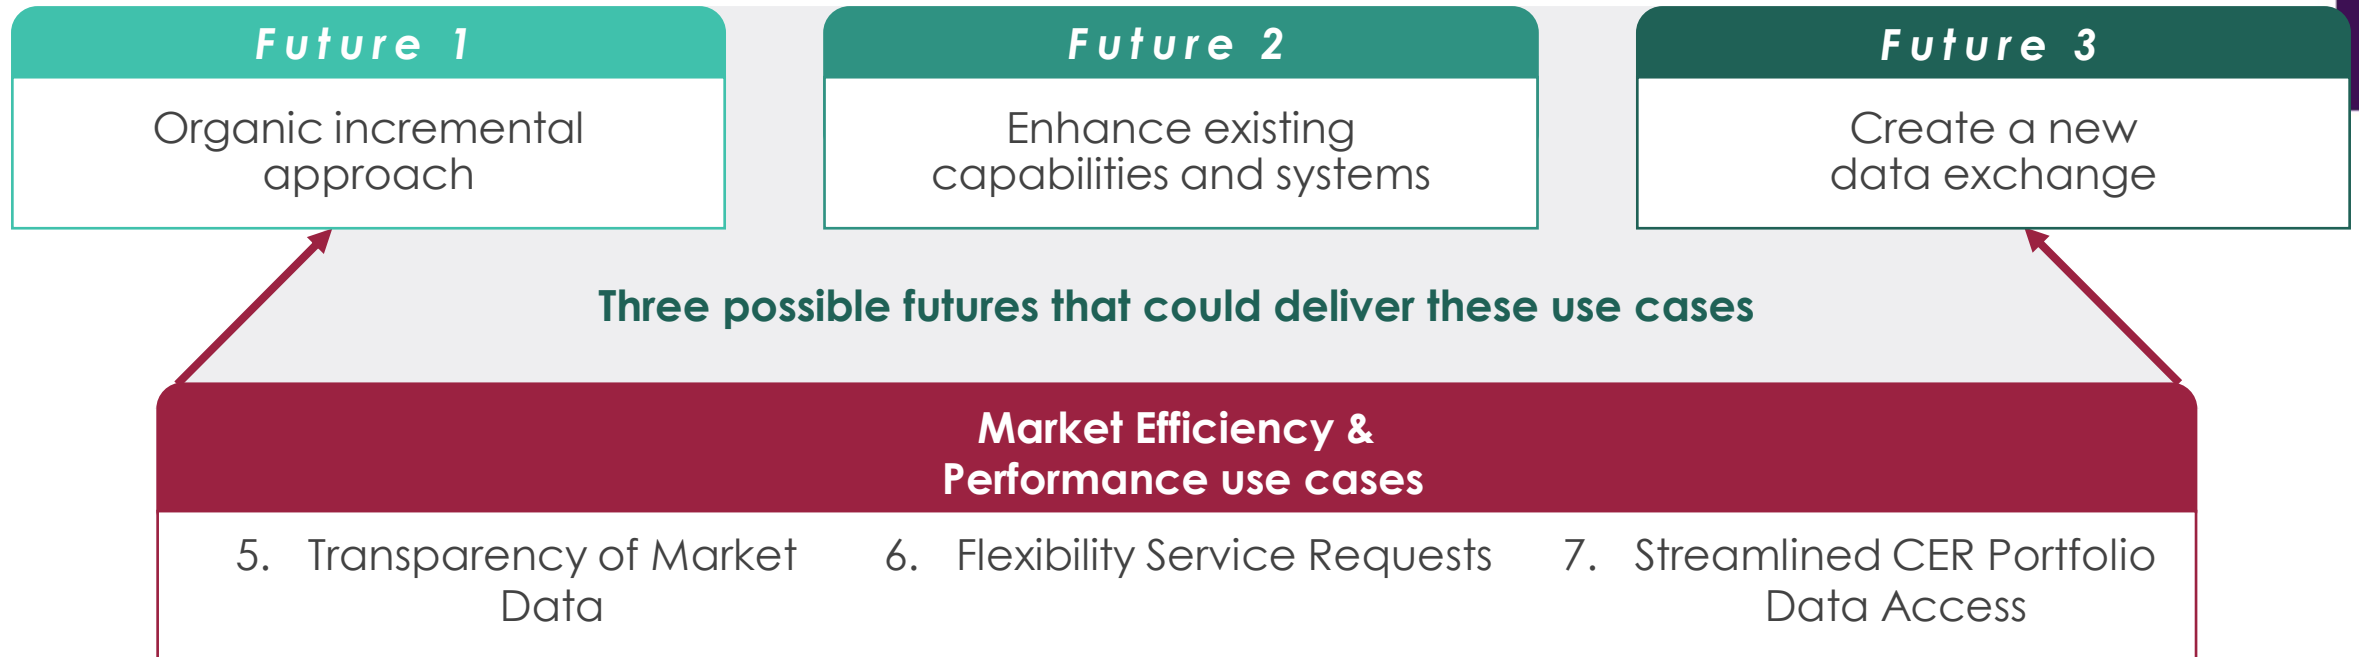 Future 1
Future 2
Future 3
Organic incremental
approach
Enhance existing
capabilities and systems
Create a new
data exchange
Three possible futures that could deliver these use cases
Market Efficiency &
Performance use cases
5. Transparency of Market
Data
6. Flexibility Service Requests
7. Streamlined CER Portfolio
Data Access